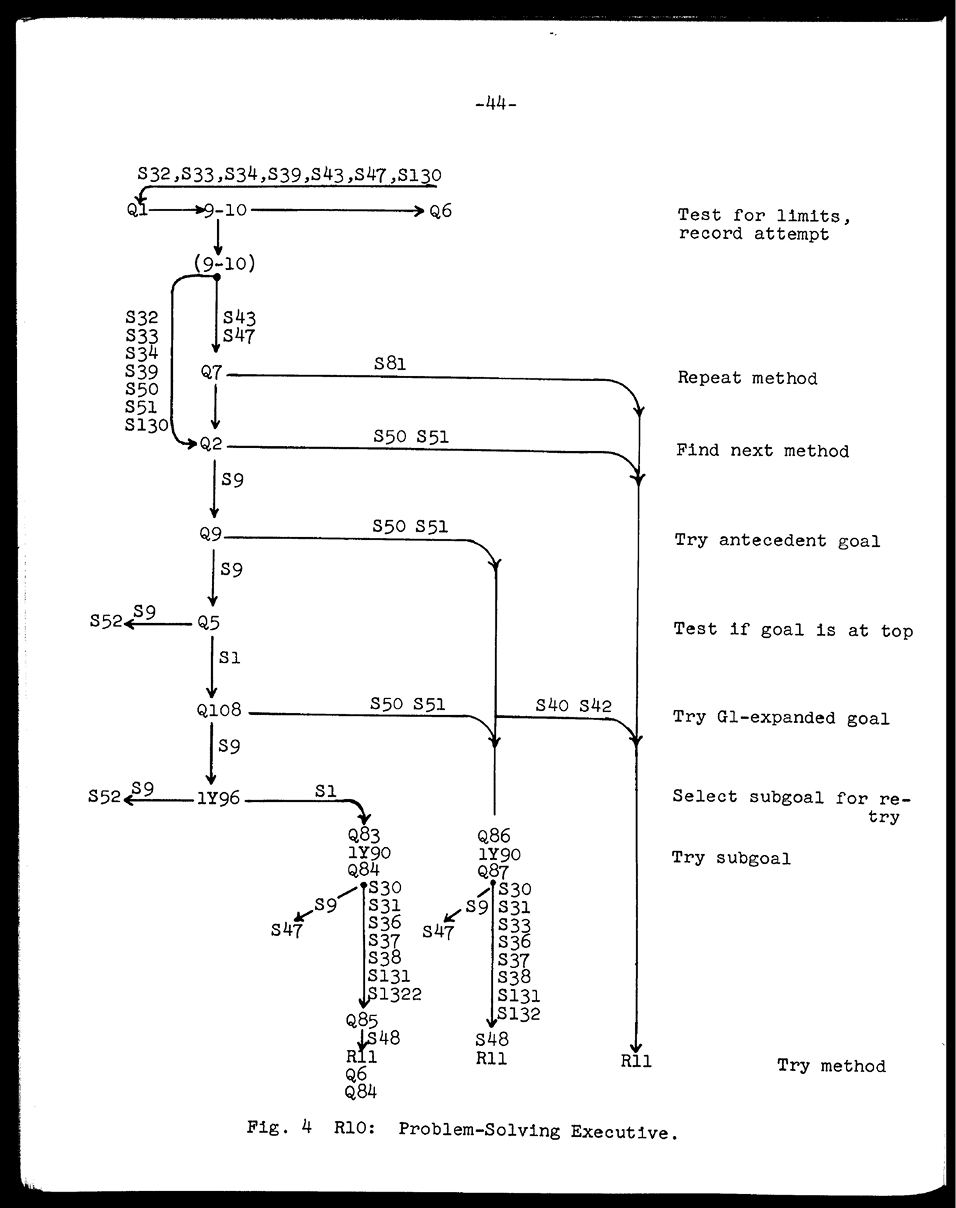 -44-
S32,S33,S34,S39,S43,S47,S130
Q1 9-10 Q6
Test for limits,
record attempt
(9-10)
S32 S43
S33 S47
S34
S39
S50
S51
S130
Q7 S81 Repeat method
Q2 S50 S51 Find next method
S9
Q9 S50 S51 Try antecedent goal
S9
S52 S9 Q5 Test if goal is at top
S1
Q108 S50 S51 S40 S42 Try G1-expanded goal
S9
S52 S9 1Y96 S1 Select subgoal for re-
try
Q83 Q86
1Y90 1Y90 Try subgoal
Q84 Q87
S30 S30
S9 S31 S9 S31
S47 S36 S47 S33
S37 S36
S38 S37
S131 S38
S1322 S131
S132
Q85
S48 S48
R11 R11 R11 Try method
Q6
Q84
Fig. 4 R10: Problem-Solving Executive.